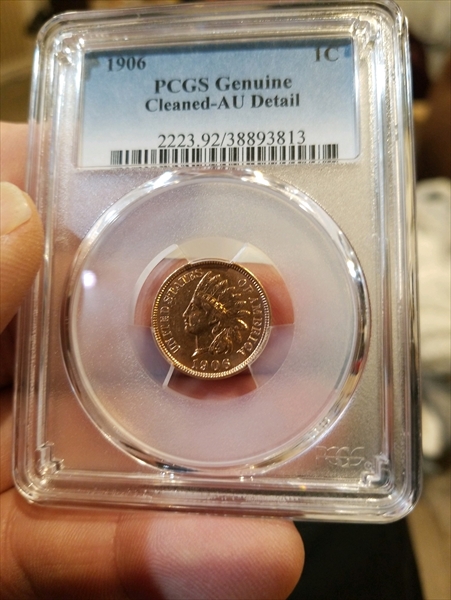 1906 1C
PCGS Genuine
Cleaned-AU Detail
2223.92/38893813
UNITED STATES OF AMERICA
1906
PCGS